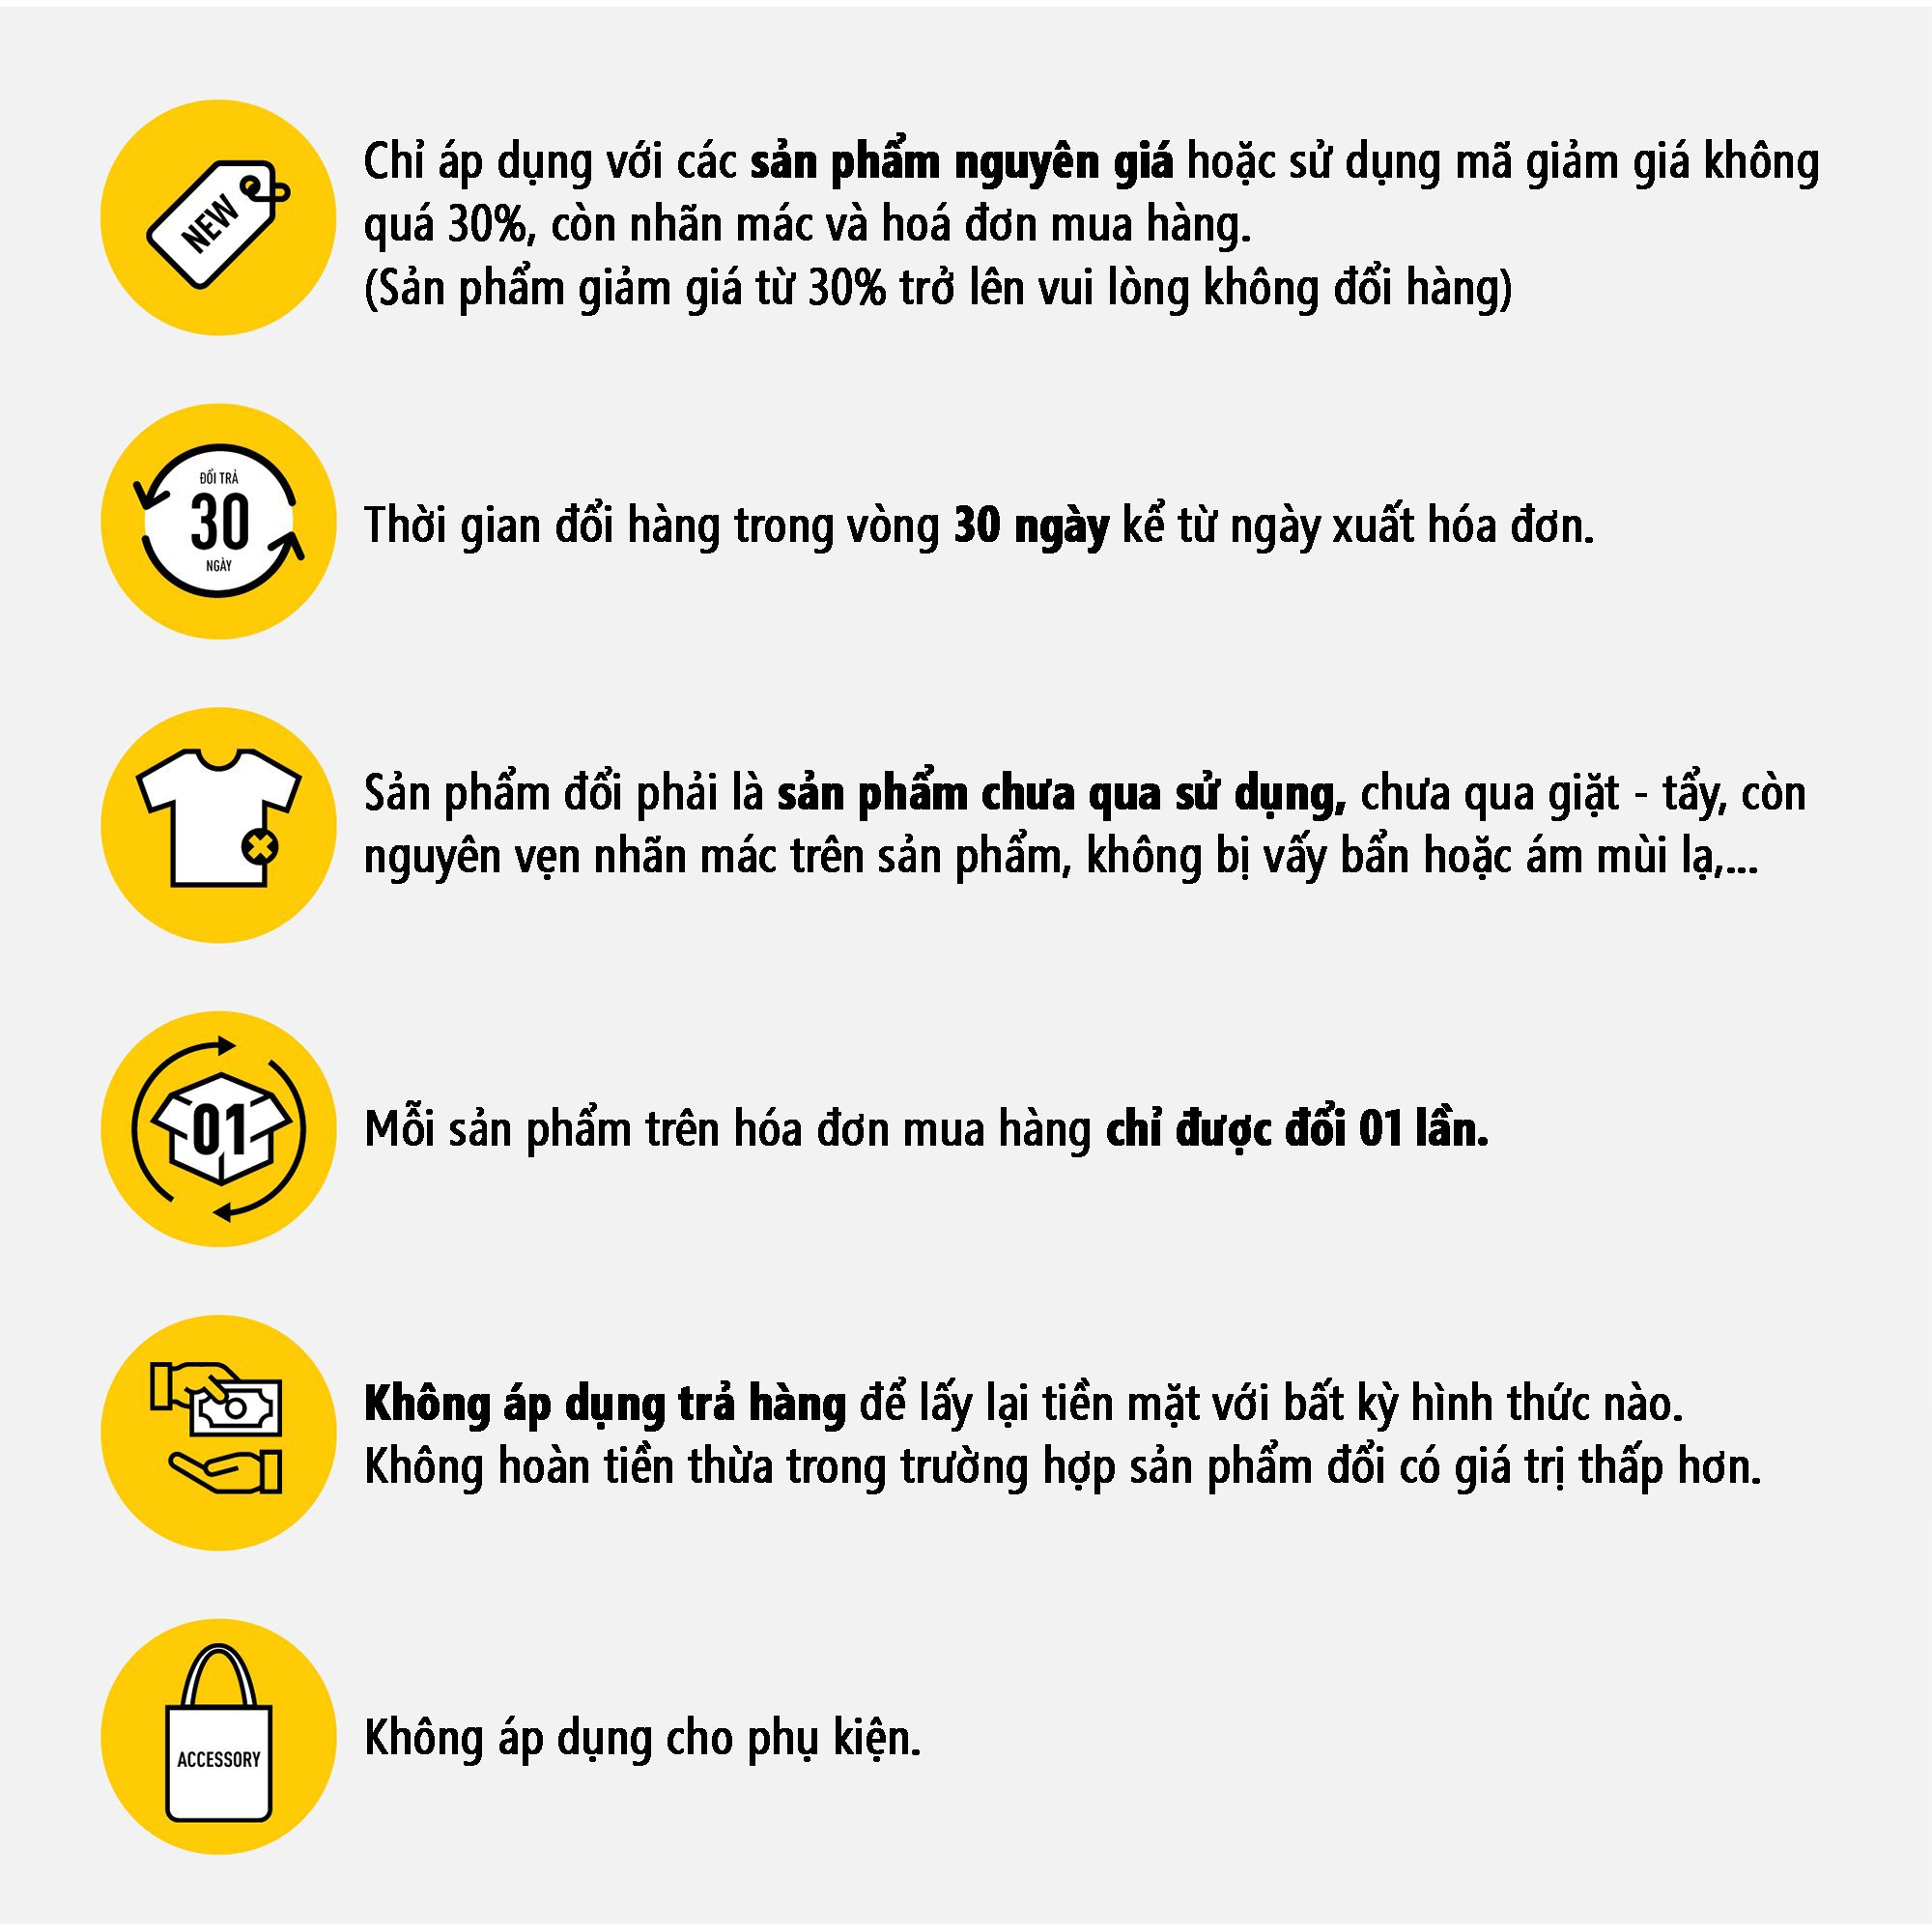 NEW
Chỉ áp dụng với các sản phẩm nguyên giá hoặc sử dụng mã giảm giá không
quá 30%, còn nhãn mác và hoá đơn mua hàng.
(Sản phẩm giảm giá từ 30% trở lên vui lòng không đổi hàng)
ĐỔI TRẢ
30
NGÀY
Thời gian đổi hàng trong vòng 30 ngày kể từ ngày xuất hóa đơn.
Sản phẩm đổi phải là sản phẩm chưa qua sử dụng, chưa qua giặt - tẩy, còn
nguyên vẹn nhãn mác trên sản phẩm, không bị vấy bẩn hoặc ám mùi lạ,...
01
Mỗi sản phẩm trên hóa đơn mua hàng chỉ được đổi 01 lần.
Không áp dụng trả hàng để lấy lại tiền mặt với bất kỳ hình thức nào.
Không hoàn tiền thừa trong trường hợp sản phẩm đổi có giá trị thấp hơn.
ACCESSORY
Không áp dụng cho phụ kiện.